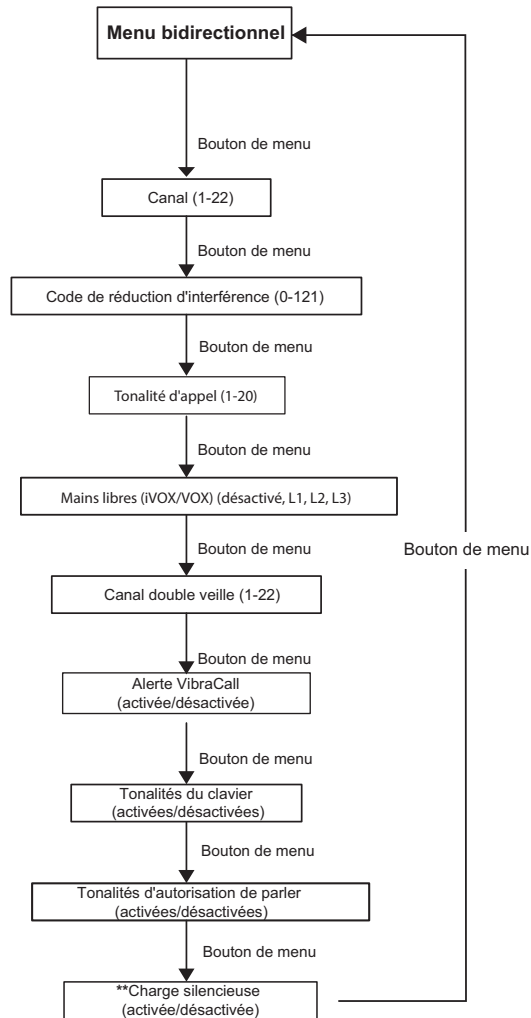 Menu bidirectionnel
Bouton de menu
Canal (1-22)
Bouton de menu
Code de réduction d'interférence (0-121)
Bouton de menu
Tonalité d'appel (1-20)
Bouton de menu
Mains libres (iVOX/VOX) (désactivé, L1, L2, L3)
Bouton de menu
Bouton de menu
Canal double veille (1-22)
Bouton de menu
Alerte VibraCall
(activée/désactivée)
Bouton de menu
Tonalités du clavier
(activées/désactivées)
Bouton de menu
Tonalités d'autorisation de parler
(activées/désactivées)
Bouton de menu
**Charge silencieuse
(activée/désactivée)